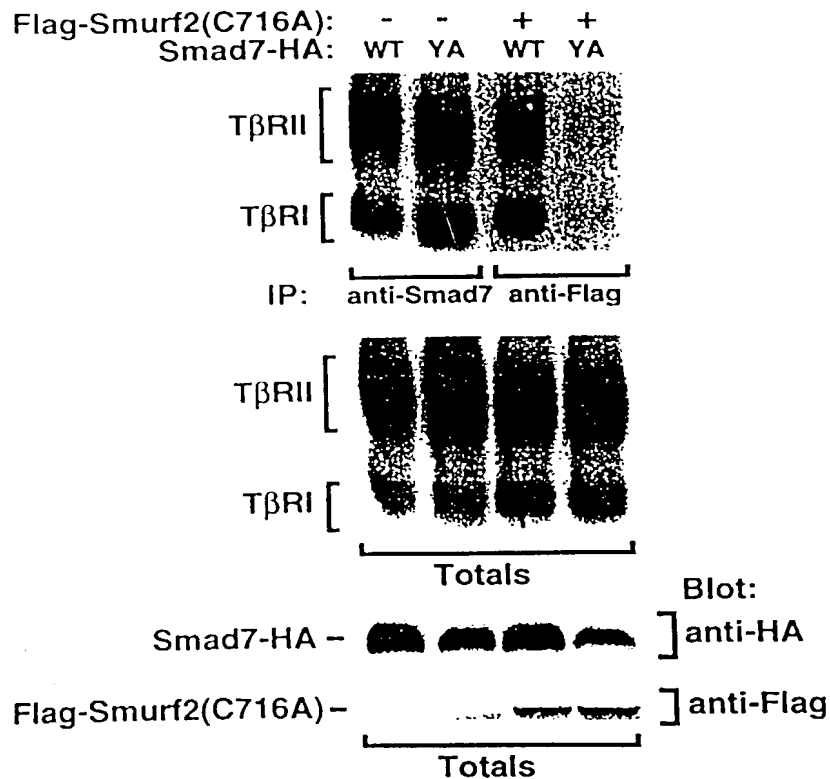 Flag-Smurf2(C716A): - - + +
Smad7-HA: WT YA WT YA
TβRII
TβRI
IP: anti-Smad7 anti-Flag
TβRII
TβRI
Totals
Blot:
Smad7-HA – anti-HA
Flag-Smurf2(C716A) – anti-Flag
Totals